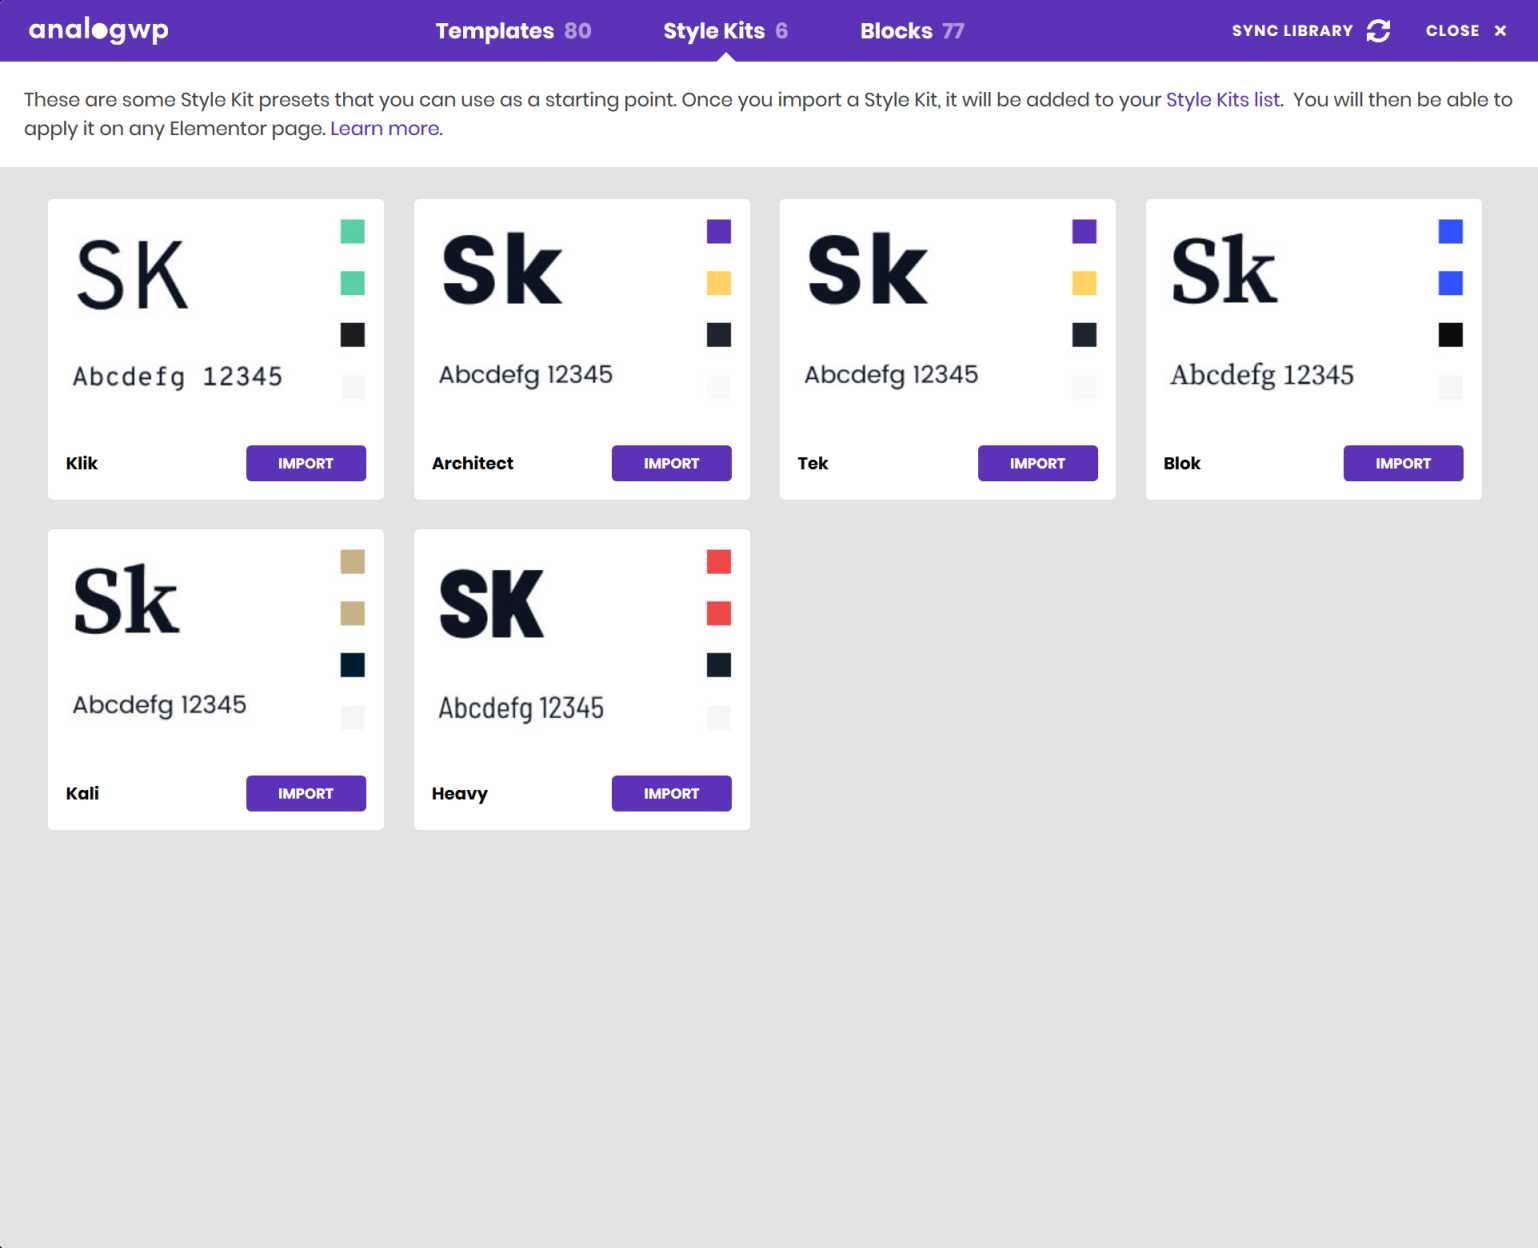 analogwp
Templates 80
Style Kits 6
Blocks 77
SYNC LIBRARY
CLOSE ×
These are some Style Kit presets that you can use as a starting point. Once you import a Style Kit, it will be added to your Style Kits list. You will then be able to
apply it on any Elementor page. Learn more.
SK
Abcdefg 12345
Klik
IMPORT
Sk
Abcdefg 12345
Architect
IMPORT
Sk
Abcdefg 12345
Tek
IMPORT
Sk
Abcdefg 12345
Blok
IMPORT
Sk
Abcdefg 12345
Kali
IMPORT
SK
Abcdefg 12345
Heavy
IMPORT